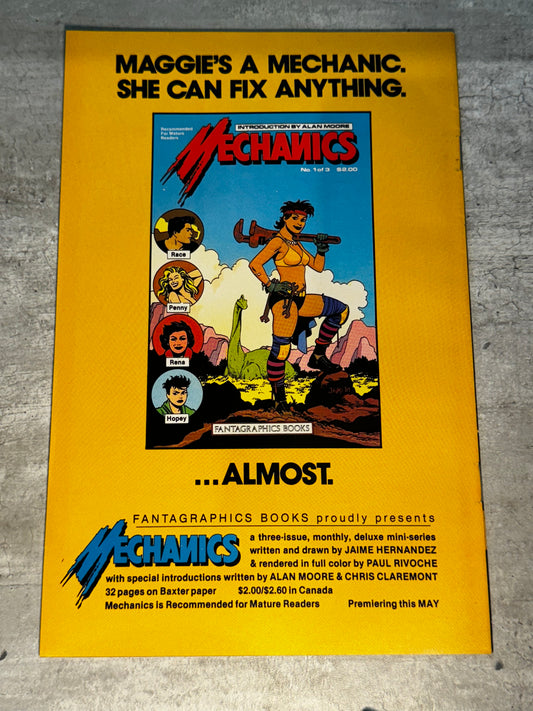 MAGGIE'S A MECHANIC.
SHE CAN FIX ANYTHING.
Recommended
For Mature
Readers
INTRODUCTION BY ALAN MOORE
MECHANICS
No. 1 of 3 $2.00
Race
Penny
Rena
Hopey
FANTAGRAPHICS BOOKS
...ALMOST.
FANTAGRAPHICS BOOKS proudly presents
MECHANICS
a three-issue, monthly, deluxe mini-series
written and drawn by JAIME HERNANDEZ
& rendered in full color by PAUL RIVOCHE
with special introductions written by ALAN MOORE & CHRIS CLAREMONT
32 pages on Baxter paper $2.00/$2.60 in Canada
Mechanics is Recommended for Mature Readers Premiering this MAY